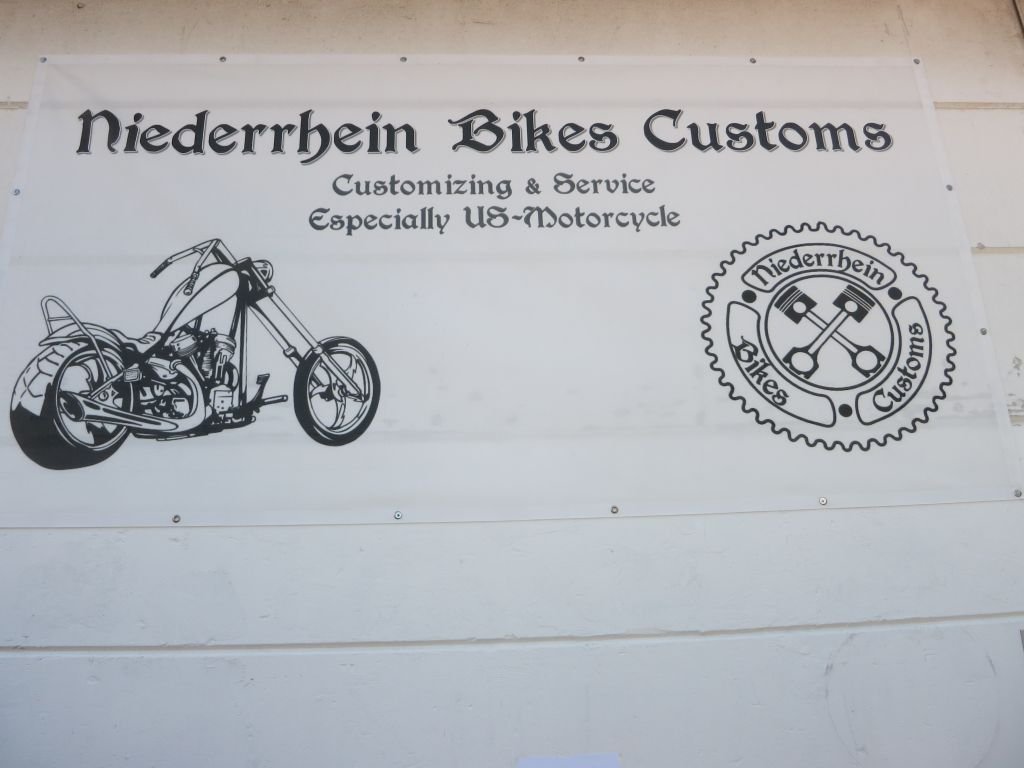 Niederrhein Bikes Customs
Customizing & Service
Especially US-Motorcycle
Niederrhein
Bikes
Customs